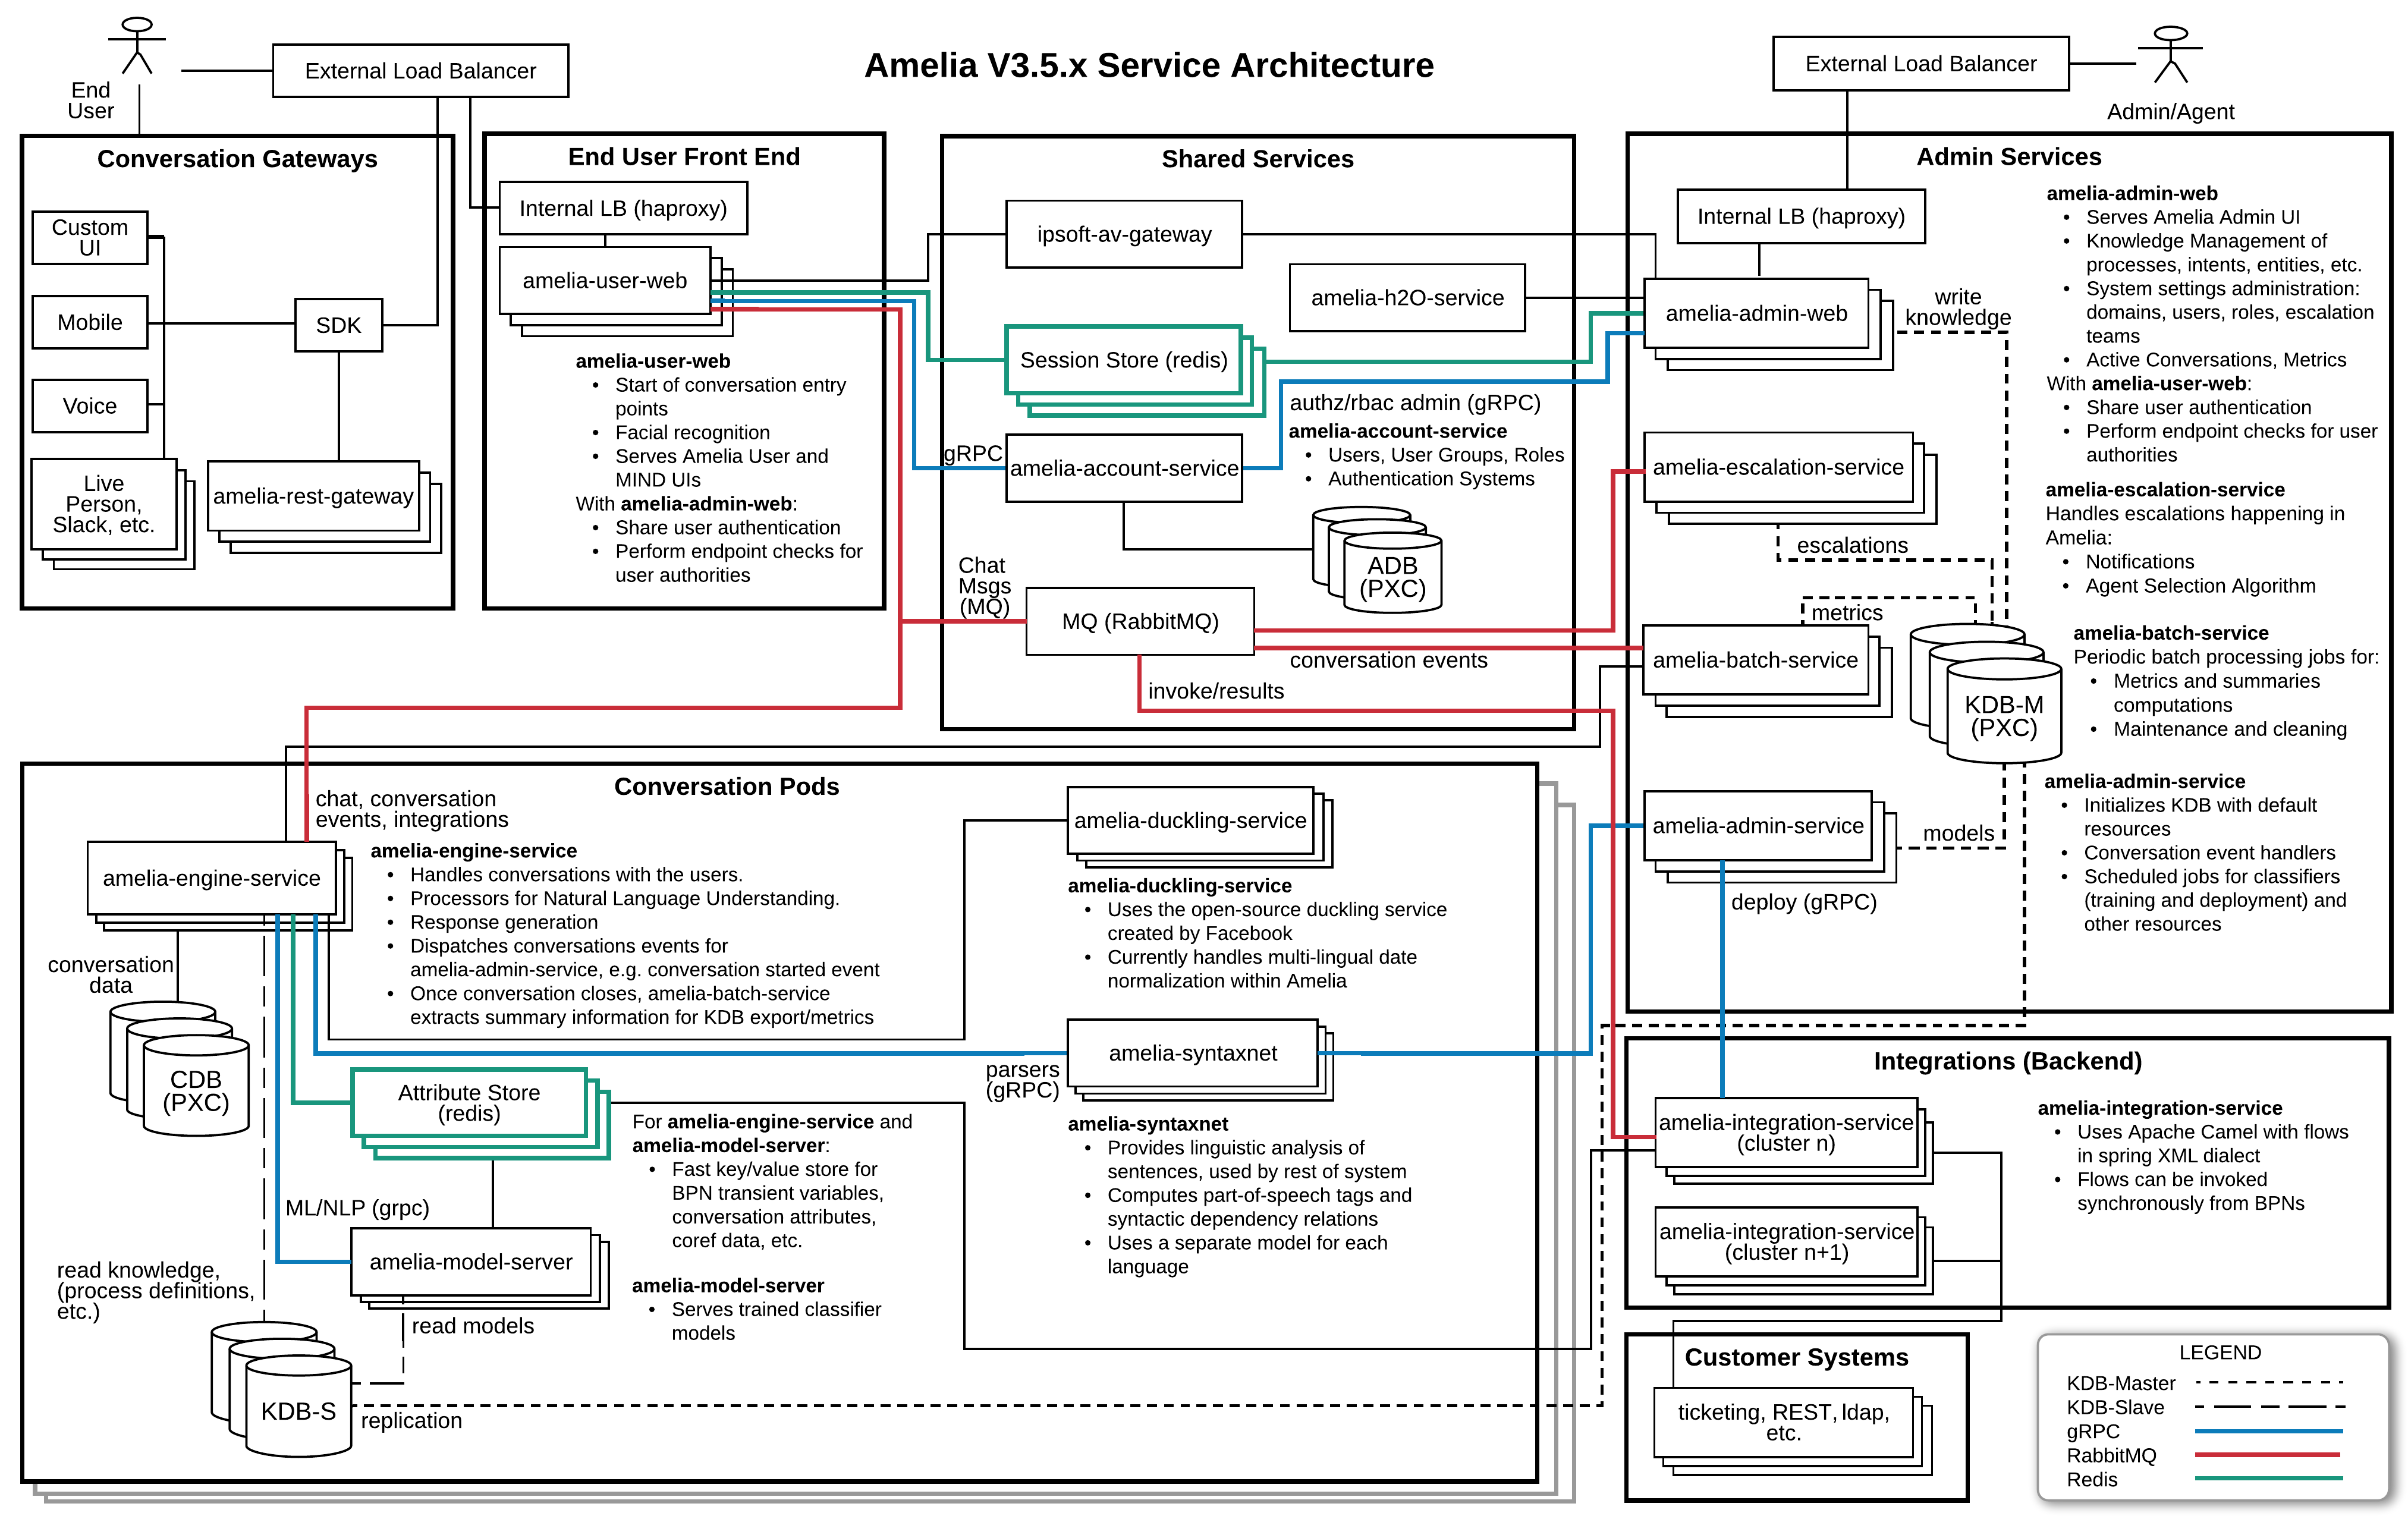 Amelia V3.5.x Service Architecture
End
User
External Load Balancer
External Load Balancer
Admin/Agent
Conversation Gateways
Custom
UI
Mobile
Voice
Live
Person,
Slack, etc.
SDK
amelia-rest-gateway
End User Front End
Internal LB (haproxy)
amelia-user-web
amelia-user-web
• Start of conversation entry
points
• Facial recognition
• Serves Amelia User and
MIND UIs
With amelia-admin-web:
• Share user authentication
• Perform endpoint checks for
user authorities
Shared Services
ipsoft-av-gateway
amelia-h2O-service
Session Store (redis)
authz/rbac admin (gRPC)
gRPC
amelia-account-service
amelia-account-service
• Users, User Groups, Roles
• Authentication Systems
ADB
(PXC)
Chat
Msgs
(MQ)
MQ (RabbitMQ)
conversation events
invoke/results
Admin Services
Internal LB (haproxy)
amelia-admin-web
write
knowledge
amelia-escalation-service
escalations
metrics
amelia-batch-service
KDB-M
(PXC)
amelia-admin-service
models
deploy (gRPC)
amelia-admin-web
• Serves Amelia Admin UI
• Knowledge Management of
processes, intents, entities, etc.
• System settings administration:
domains, users, roles, escalation
teams
• Active Conversations, Metrics
With amelia-user-web:
• Share user authentication
• Perform endpoint checks for user
authorities
amelia-escalation-service
Handles escalations happening in
Amelia:
• Notifications
• Agent Selection Algorithm
amelia-batch-service
Periodic batch processing jobs for:
• Metrics and summaries
computations
• Maintenance and cleaning
amelia-admin-service
• Initializes KDB with default
resources
• Conversation event handlers
• Scheduled jobs for classifiers
(training and deployment) and
other resources
Conversation Pods
chat, conversation
events, integrations
amelia-engine-service
amelia-engine-service
• Handles conversations with the users.
• Processors for Natural Language Understanding.
• Response generation
• Dispatches conversations events for
amelia-admin-service, e.g. conversation started event
• Once conversation closes, amelia-batch-service
extracts summary information for KDB export/metrics
conversation
data
CDB
(PXC)
Attribute Store
(redis)
For amelia-engine-service and
amelia-model-server:
• Fast key/value store for
BPN transient variables,
conversation attributes,
coref data, etc.
ML/NLP (grpc)
amelia-model-server
amelia-model-server
• Serves trained classifier
models
read knowledge,
(process definitions,
etc.)
read models
KDB-S
replication
amelia-duckling-service
amelia-duckling-service
• Uses the open-source duckling service
created by Facebook
• Currently handles multi-lingual date
normalization within Amelia
amelia-syntaxnet
parsers
(gRPC)
amelia-syntaxnet
• Provides linguistic analysis of
sentences, used by rest of system
• Computes part-of-speech tags and
syntactic dependency relations
• Uses a separate model for each
language
Integrations (Backend)
amelia-integration-service
(cluster n)
amelia-integration-service
(cluster n+1)
amelia-integration-service
• Uses Apache Camel with flows
in spring XML dialect
• Flows can be invoked
synchronously from BPNs
Customer Systems
ticketing, REST, ldap,
etc.
LEGEND
KDB-Master
KDB-Slave
gRPC
RabbitMQ
Redis